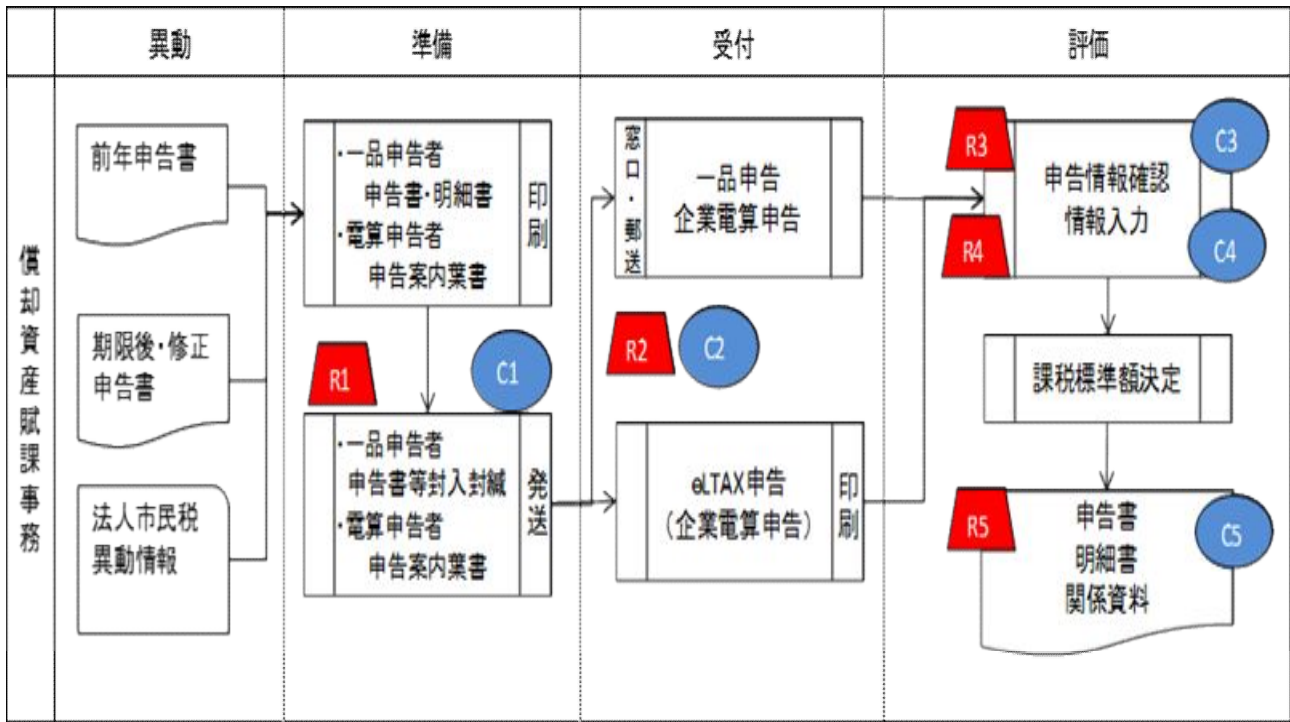 異動
準備
受付
評価
償却資産賦課事務
前年申告書
期限後・修正
申告書
法人市民税
異動情報
・一品申告者
申告書・明細書
・電算申告者
申告案内葉書
印刷
R1
C1
・一品申告者
申告書等封入封緘
・電算申告者
申告案内葉書
発送
窓口・郵送
一品申告
企業電算申告
R2
C2
eLTAX申告
(企業電算申告)
印刷
R3
C3
申告情報確認
情報入力
R4
C4
課税標準額決定
R5
C5
申告書
明細書
関係資料